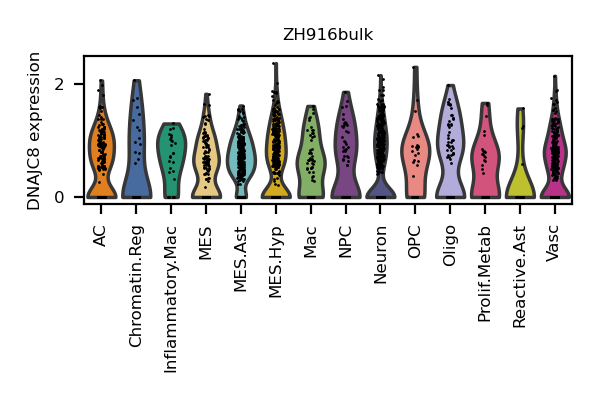 ZH916bulk
DNAJC8 expression
2
0
AC
Chromatin.Reg
Inflammatory.Mac
MES
MES.Ast
MES.Hyp
Mac
NPC
Neuron
OPC
Oligo
Prolif.Metab
Reactive.Ast
Vasc